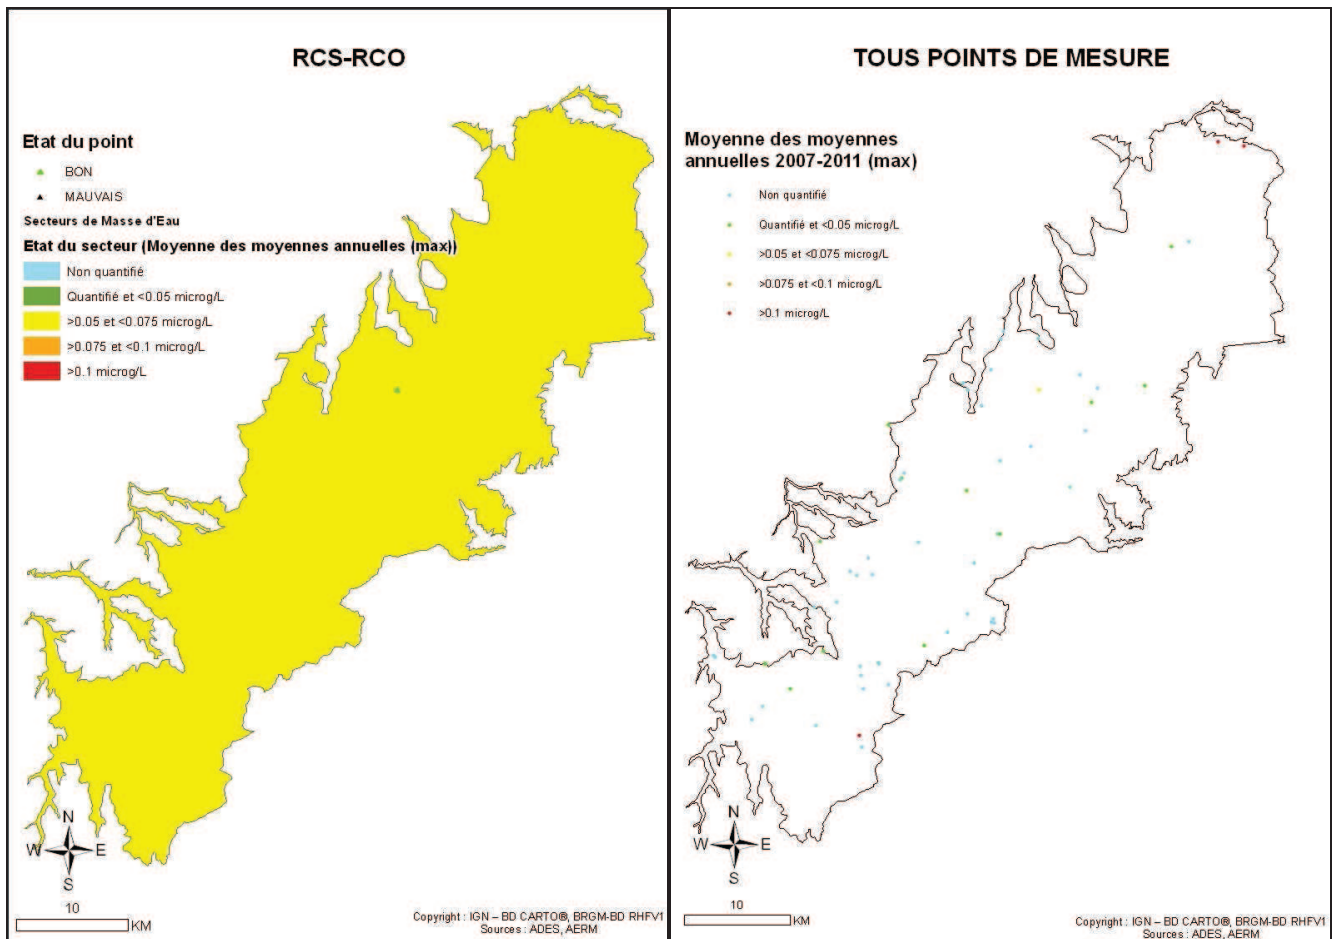 RCS-RCO
Etat du point
BON
MAUVAIS
Secteurs de Masse d'Eau
Etat du secteur (Moyenne des moyennes annuelles (max))
Non quantifié
Quantifié et <0.05 microg/L
>0.05 et <0.075 microg/L
>0.075 et <0.1 microg/L
>0.1 microg/L
N
W E
S
10
KM
Copyright : IGN – BD CARTO®, BRGM-BD RHFV1
Sources : ADES, AERM
TOUS POINTS DE MESURE
Moyenne des moyennes
annuelles 2007-2011 (max)
Non quantifié
Quantifié et <0.05 microg/L
>0.05 et <0.075 microg/L
>0.075 et <0.1 microg/L
>0.1 microg/L
N
W E
S
10
KM
Copyright : IGN – BD CARTO®, BRGM-BD RHFV1
Sources : ADES, AERM